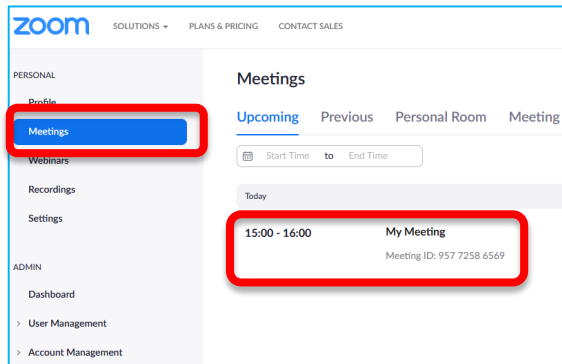 zoom SOLUTIONS PLANS & PRICING CONTACT SALES
PERSONAL
Profile
Meetings
Webinars
Recordings
Settings
ADMIN
Dashboard
User Management
Account Management
Meetings
Upcoming Previous Personal Room Meeting
Start Time to End Time
Today
15:00 - 16:00 My Meeting
Meeting ID: 957 7258 6569